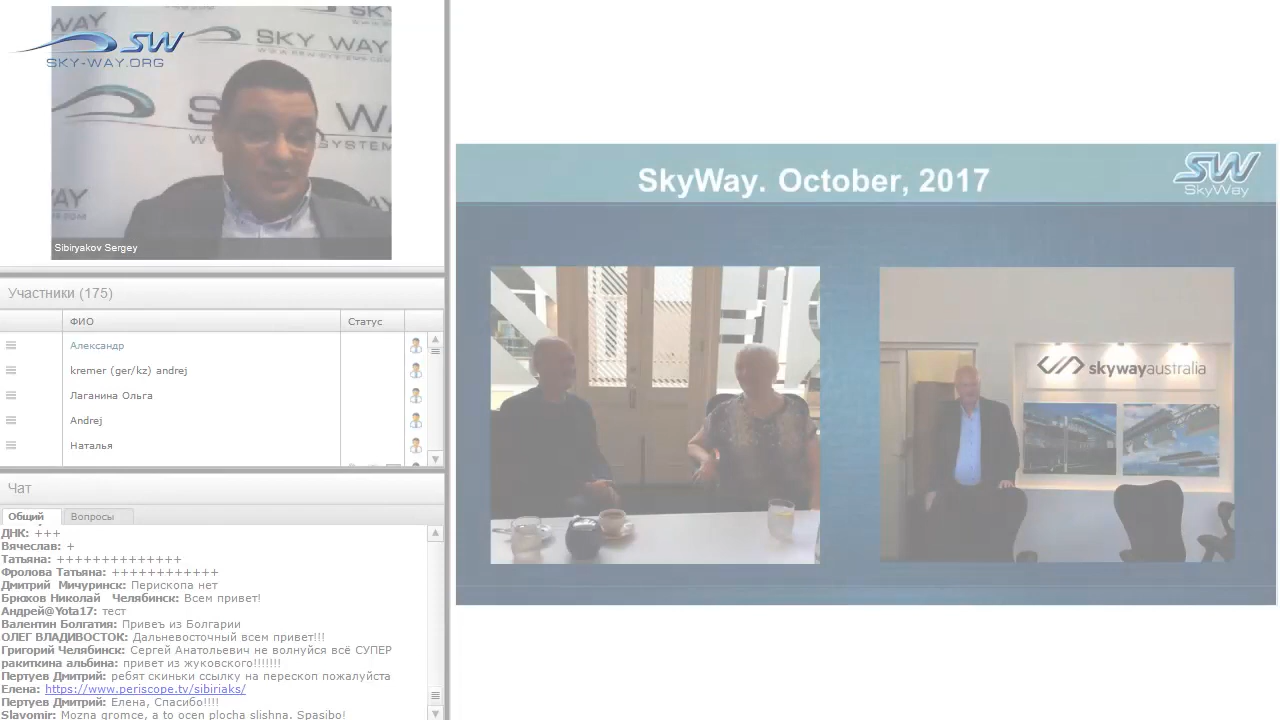 SW
SKY-WAY.ORG
SKY WAY
Sibiryakov Sergey
Участники (175)
ФИО
Статус
Александр
kremer (ger/kz) andrej
Лаганина Ольга
Andrej
Наталья
Чат
Общий
Вопросы
ДНК: +++
Вячеслав: +
Татьяна: ++++++++++++++
Фролова Татьяна: ++++++++++++
Дмитрий Мичуринск: Перископа нет
Брюхов Николай Челябинск: Всем привет!
Андрей@Yota17: тест
Валентин Болгатия: Привеъ из Болгарии
ОЛЕГ ВЛАДИВОСТОК: Дальневосточный всем привет!!!
Григорий Челябинск: Сергей Анатольевич не волнуйся всё СУПЕР
ракиткина альбина: привет из жуковского!!!!!!!
Пертуев Дмитрий: ребят скиньки ссылку на перескоп пожалуйста
Елена: https://www.periscope.tv/sibiriaks/
Пертуев Дмитрий: Елена, Спасибо!!!!
Slavomir: Mozna gromce, a to ocen plocha slishna. Spasibo!
SkyWay. October, 2017
SW
SkyWay
skywayaustralia